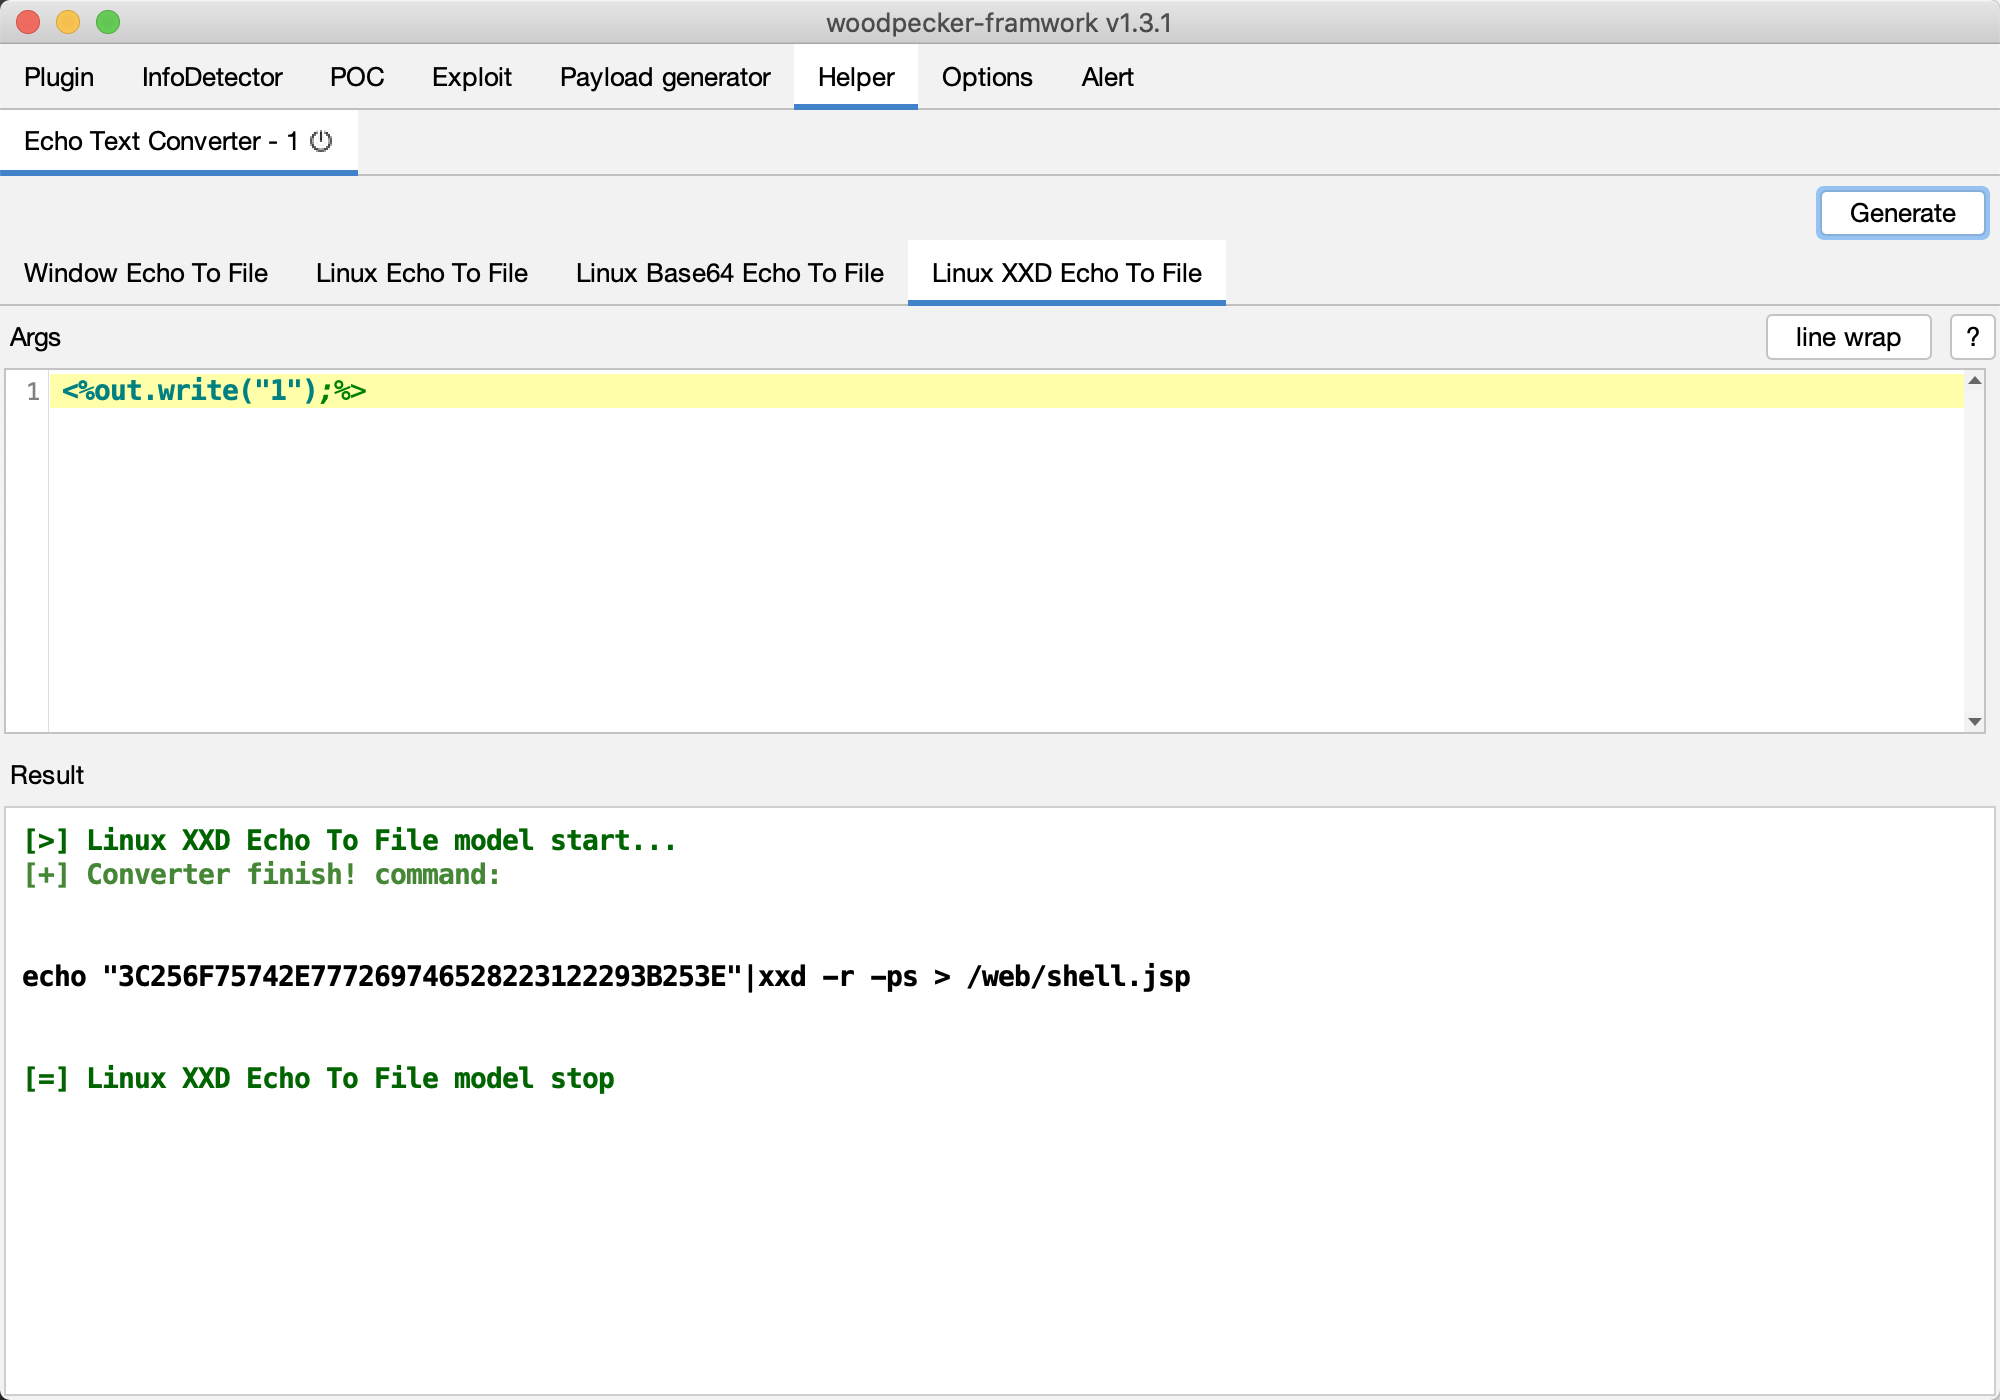 woodpecker-framwork v1.3.1
Plugin InfoDetector POC Exploit Payload generator Helper Options Alert
Echo Text Converter - 1
Generate
Window Echo To File Linux Echo To File Linux Base64 Echo To File Linux XXD Echo To File
Args line wrap ?
1 <%out.write("1");%>
Result
[>] Linux XXD Echo To File model start...
[+] Converter finish! command:
echo "3C256F75742E777269746528223122293B253E"|xxd -r -ps > /web/shell.jsp
[=] Linux XXD Echo To File model stop